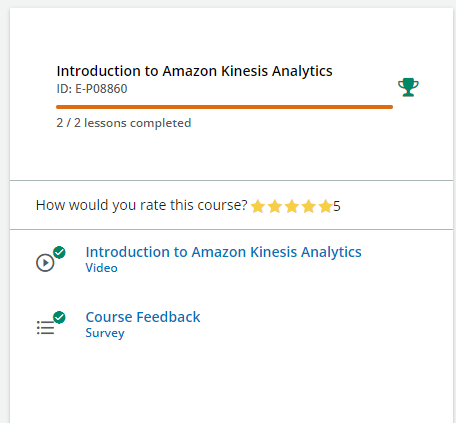 Introduction to Amazon Kinesis Analytics
ID: E-P08860
2 / 2 lessons completed
How would you rate this course? 5
Introduction to Amazon Kinesis Analytics
Video
Course Feedback
Survey